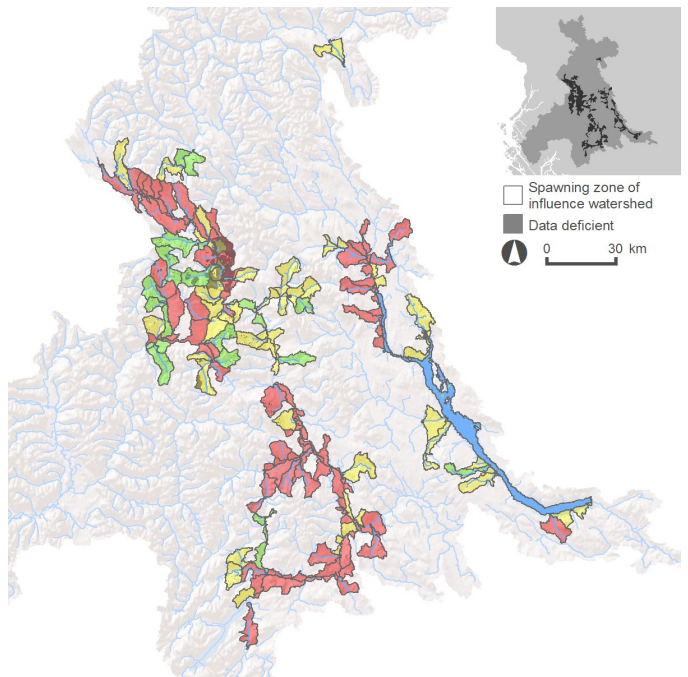 Spawning zone of
influence watershed
Data deficient
0 30 km